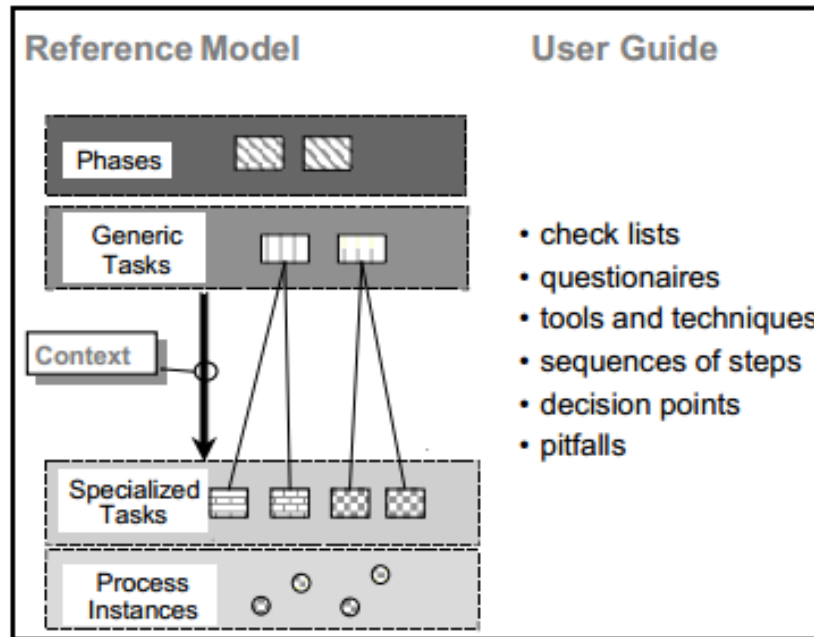 Reference Model
User Guide
Phases
Generic
Tasks
Context
Specialized
Tasks
Process
Instances
• check lists
• questionaires
• tools and techniques
• sequences of steps
• decision points
• pitfalls